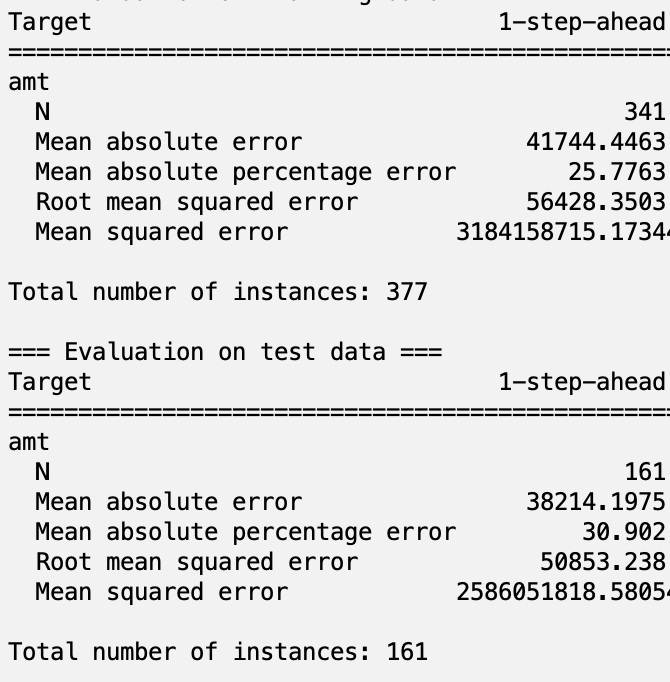 Target 1-step-ahead
===============================================
amt
N 341
Mean absolute error 41744.4463
Mean absolute percentage error 25.7763
Root mean squared error 56428.3503
Mean squared error 3184158715.1734
Total number of instances: 377
=== Evaluation on test data ===
Target 1-step-ahead
===============================================
amt
N 161
Mean absolute error 38214.1975
Mean absolute percentage error 30.902
Root mean squared error 50853.238
Mean squared error 2586051818.5805
Total number of instances: 161